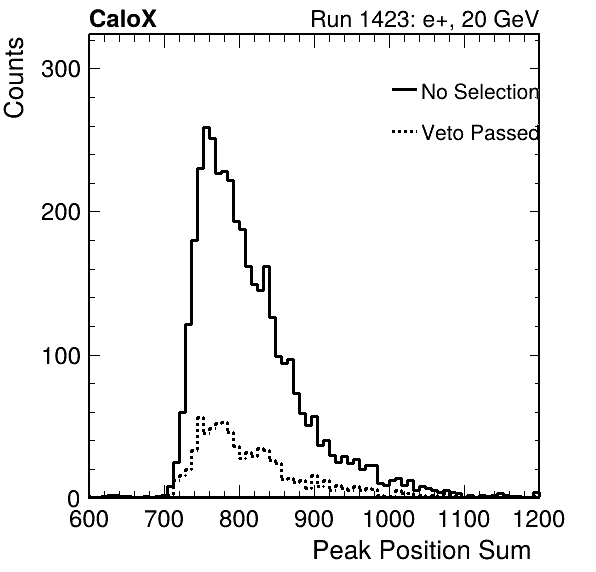 CaloX Run 1423: e+, 20 GeV
Counts
300
No Selection
Veto Passed
200
100
0
600 700 800 900 1000 1100 1200
Peak Position Sum